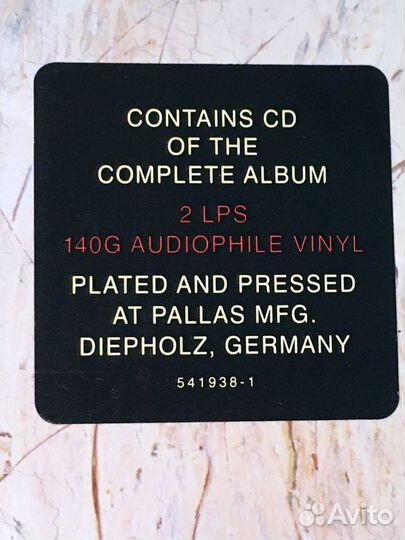 CONTAINS CD
OF THE
COMPLETE ALBUM
2 LPS
140G AUDIOPHILE VINYL
PLATED AND PRESSED
AT PALLAS MFG.
DIEPHOLZ, GERMANY
541938-1
Avito